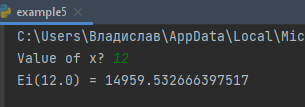 example5
C:\Users\Владислав\AppData\Local\Mic
Value of x? 12
Ei(12.0) = 14959.532666397517